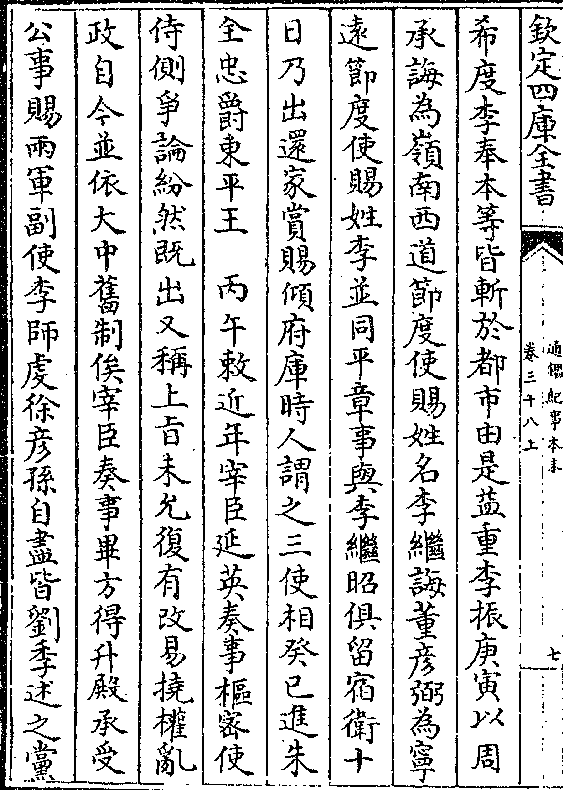 欽定四庫全書
通鑑紀事本末
卷三十八上
七
希度李奉本等皆斬於都市由是益重李振庚寅以周
承誨為嶺南西道節度使賜姓名李繼誨董彦弼為寧
逺節度使賜姓李並同平章事與李繼昭俱留宿衛十
日乃出還家賞賜傾府庫時人謂之三使相癸巳進朱
全忠爵東平王　丙午敕近年宰臣延英奏事樞宻使
侍側爭論紛然既出又稱上㫖未允復有改易撓權亂
政自今並依大中舊制俟宰臣奏事畢方得升殿承受
公事賜兩軍副使李師䖍徐彦孫自盡皆劉季述之黨